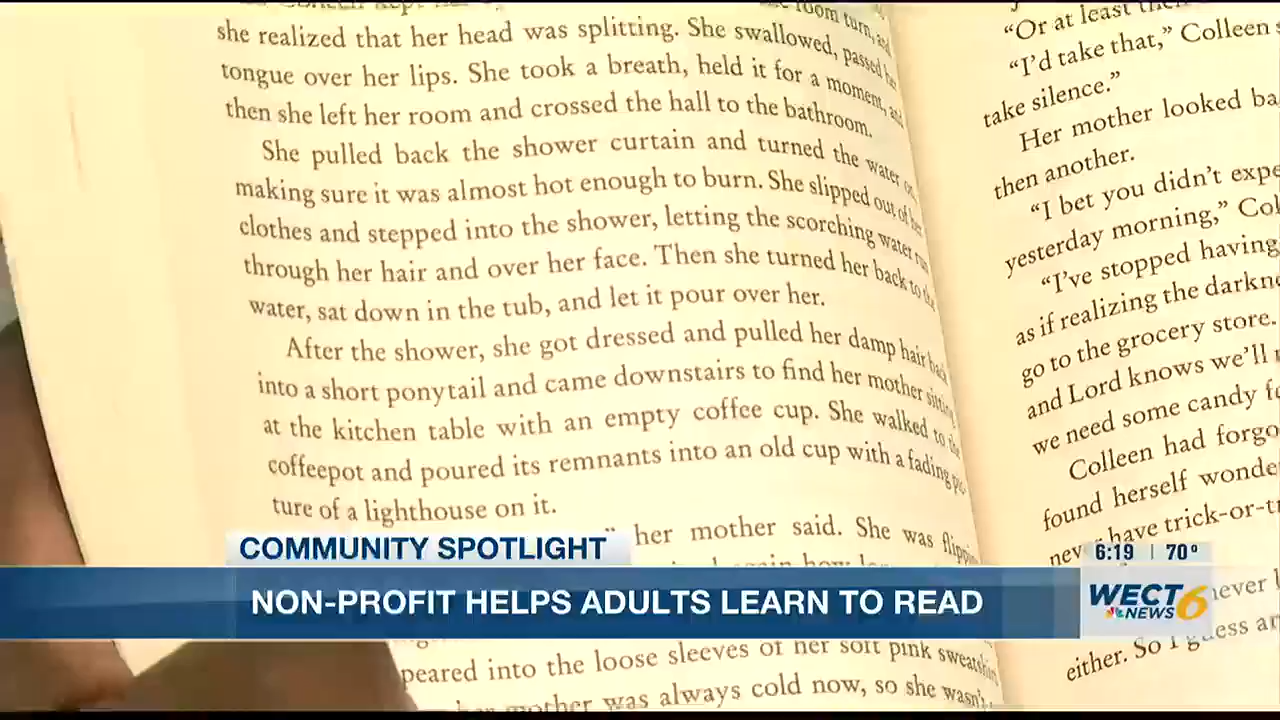 she realized that her head was splitting. She swallowed, passed her
tongue over her lips. She took a breath, held it for a moment, and
then she left her room and crossed the hall to the bathroom.
She pulled back the shower curtain and turned the water on,
making sure it was almost hot enough to burn. She slipped out of her
clothes and stepped into the shower, letting the scorching water run
through her hair and over her face. Then she turned her back to the
water, sat down in the tub, and let it pour over her.
After the shower, she got dressed and pulled her damp hair back
into a short ponytail and came downstairs to find her mother sitting
at the kitchen table with an empty coffee cup. She walked to the
coffeepot and poured its remnants into an old cup with a fading pic-
ture of a lighthouse on it.
her mother said. She was
peared into the loose sleeves of her soft pink
mother was always cold now, so she wasn't
room turn, and
"Or at least
"I'd take that," Colleen
take silence."
Her mother looked
then another.
"I bet you didn't
yesterday morning,"
"I've stopped having
as if realizing the
go to the grocery store.
and Lord knows we'll
we need some candy
Colleen had
found herself
have
never
either. So I guess
COMMUNITY SPOTLIGHT
NON-PROFIT HELPS ADULTS LEARN TO READ
6:19 | 70°
WECT 6
NEWS